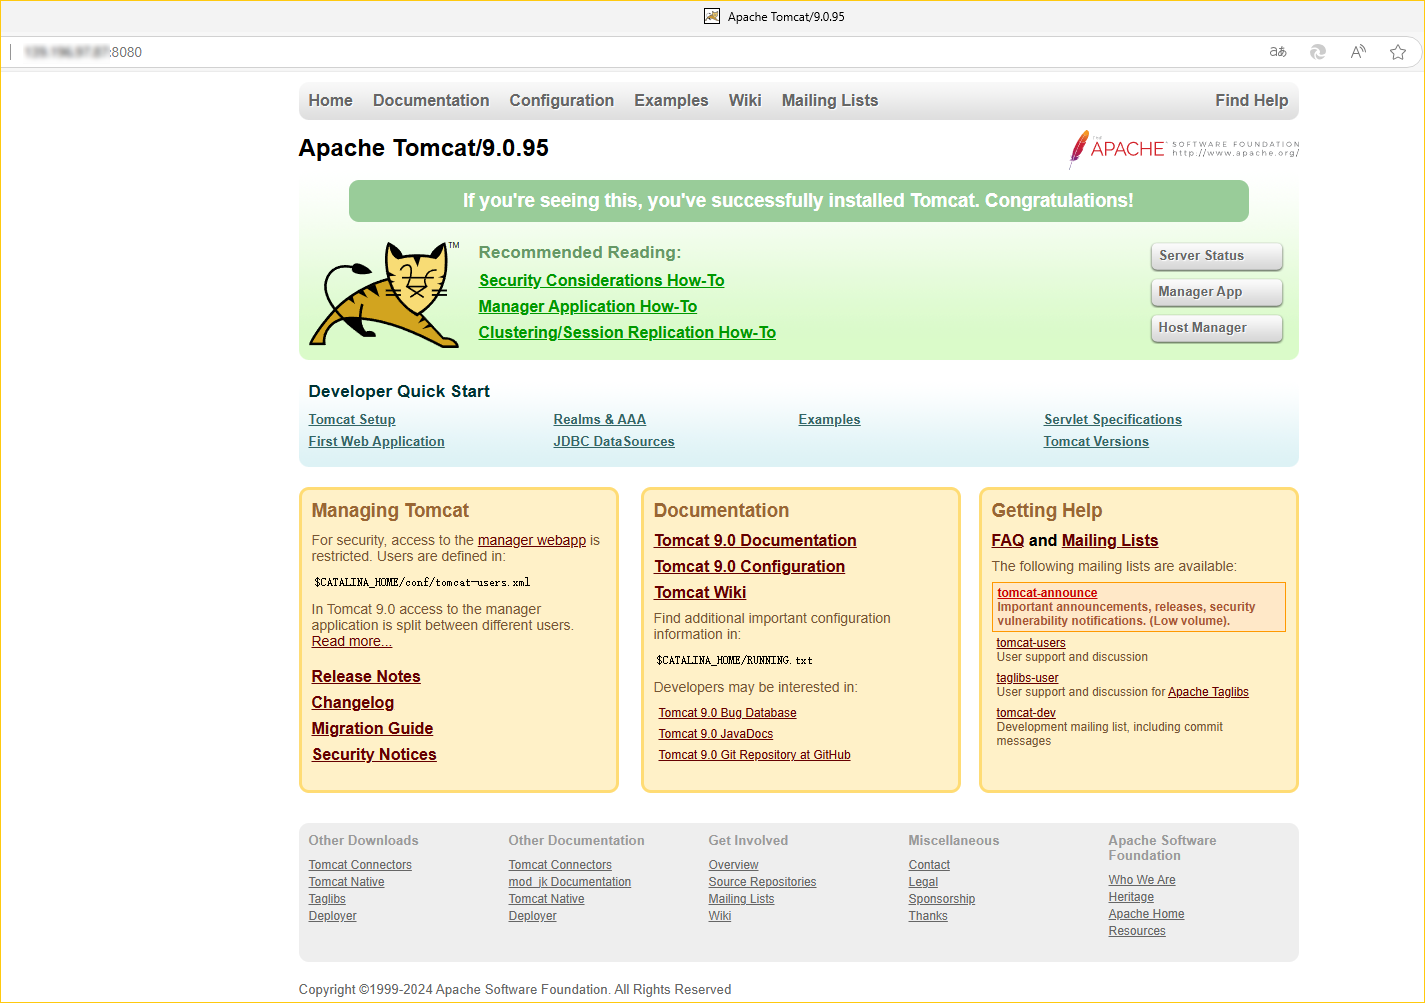 Apache Tomcat/9.0.95
:8080
aあ
Home Documentation Configuration Examples Wiki Mailing Lists Find Help
Apache Tomcat/9.0.95
THE
APACHE SOFTWARE FOUNDATION
http://www.apache.org/
If you're seeing this, you've successfully installed Tomcat. Congratulations!
TM
Recommended Reading:
Security Considerations How-To
Manager Application How-To
Clustering/Session Replication How-To
Server Status
Manager App
Host Manager
Developer Quick Start
Tomcat Setup
First Web Application
Realms & AAA
JDBC DataSources
Examples
Servlet Specifications
Tomcat Versions
Managing Tomcat
For security, access to the manager webapp is
restricted. Users are defined in:
$CATALINA_HOME/conf/tomcat-users.xml
In Tomcat 9.0 access to the manager
application is split between different users.
Read more...
Release Notes
Changelog
Migration Guide
Security Notices
Documentation
Tomcat 9.0 Documentation
Tomcat 9.0 Configuration
Tomcat Wiki
Find additional important configuration
information in:
$CATALINA_HOME/RUNNING.txt
Developers may be interested in:
Tomcat 9.0 Bug Database
Tomcat 9.0 JavaDocs
Tomcat 9.0 Git Repository at GitHub
Getting Help
FAQ and Mailing Lists
The following mailing lists are available:
tomcat-announce
Important announcements, releases, security
vulnerability notifications. (Low volume).
tomcat-users
User support and discussion
taglibs-user
User support and discussion for Apache Taglibs
tomcat-dev
Development mailing list, including commit
messages
Other Downloads
Tomcat Connectors
Tomcat Native
Taglibs
Deployer
Other Documentation
Tomcat Connectors
mod_jk Documentation
Tomcat Native
Deployer
Get Involved
Overview
Source Repositories
Mailing Lists
Wiki
Miscellaneous
Contact
Legal
Sponsorship
Thanks
Apache Software
Foundation
Who We Are
Heritage
Apache Home
Resources
Copyright ©1999-2024 Apache Software Foundation. All Rights Reserved